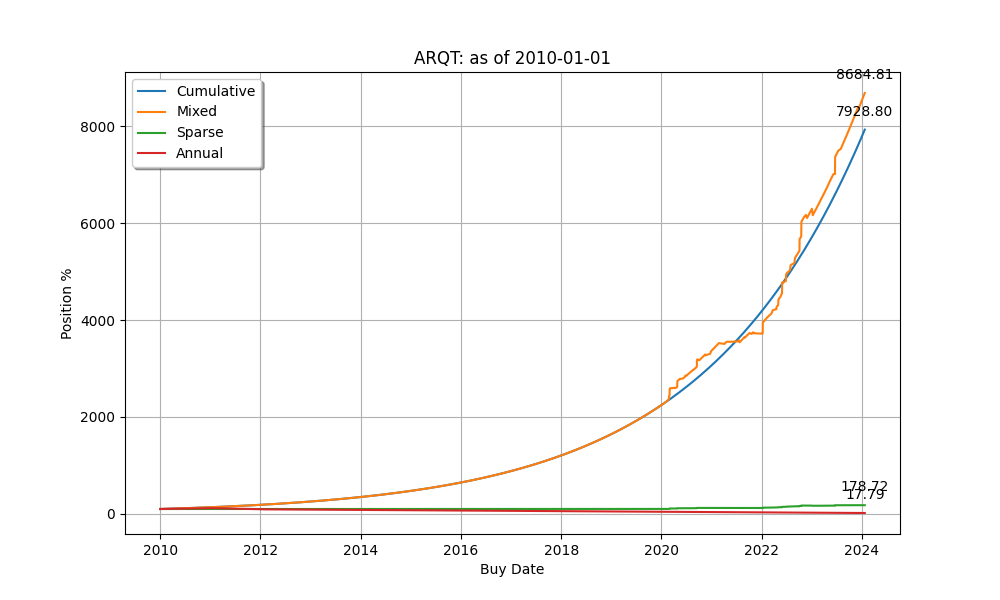 ARQT: as of 2010-01-01
Cumulative
Mixed
Sparse
Annual
8684.81
7928.80
178.72
17.79
8000
6000
4000
2000
0
Position %
2010 2012 2014 2016 2018 2020 2022 2024
Buy Date